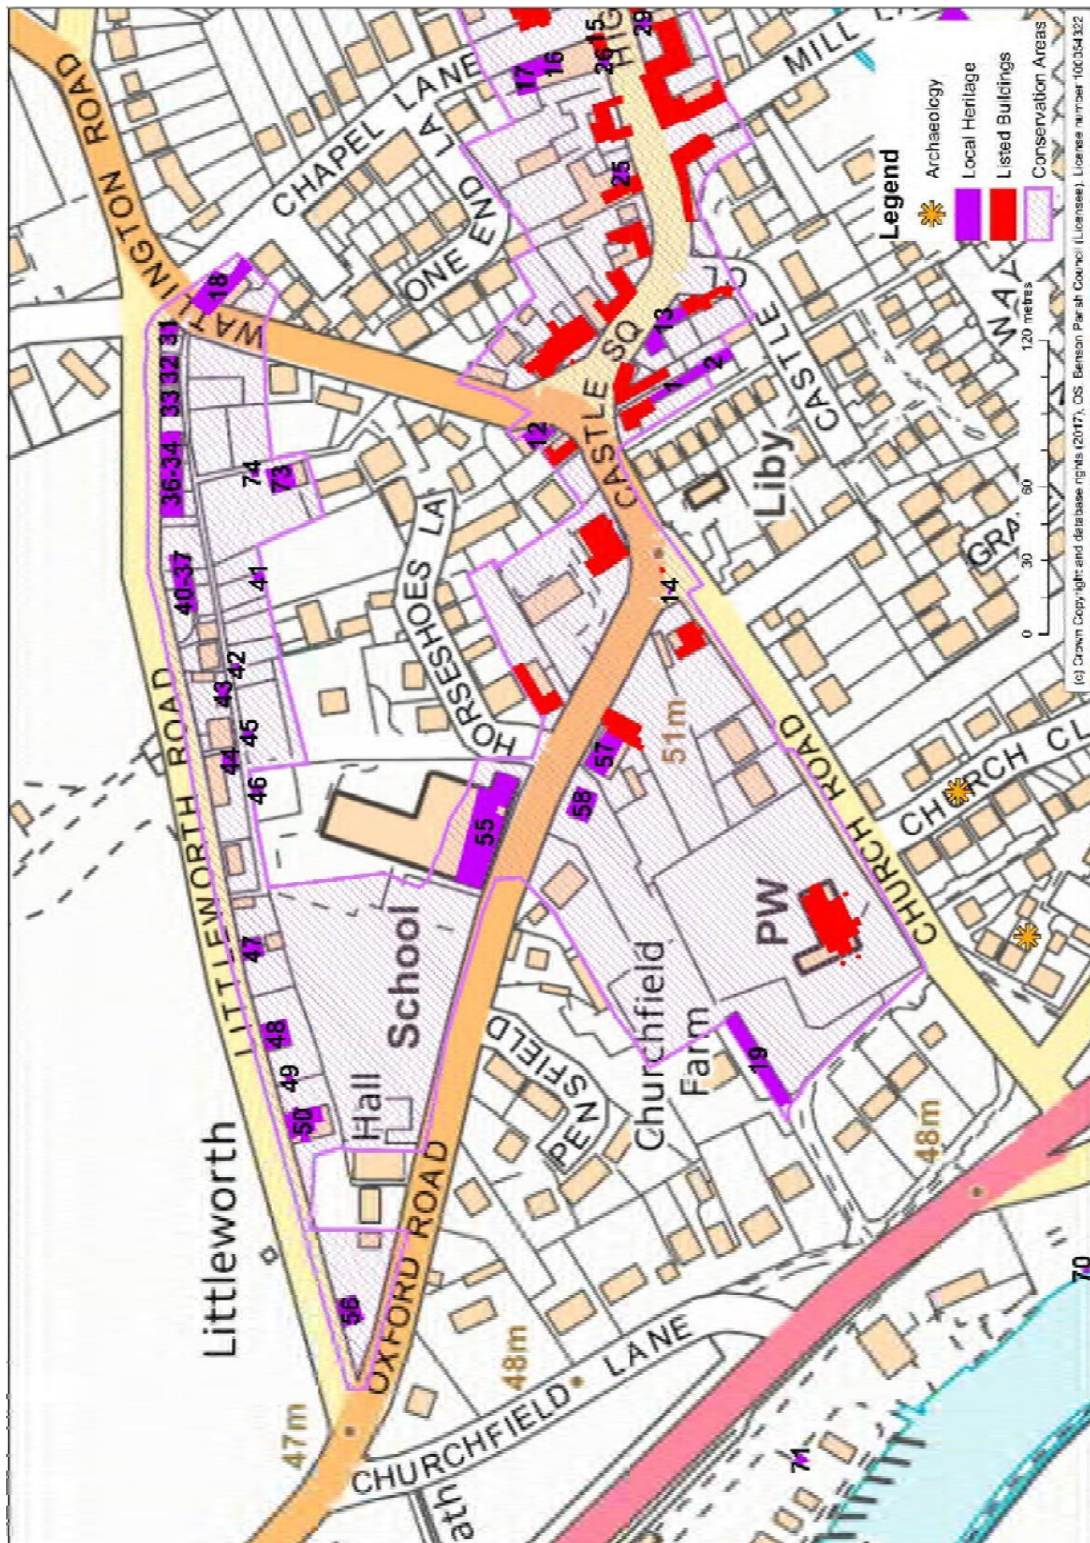 Littleworth
LITTLEWORTH ROAD
WATLINGTON ROAD
CHAPEL LANE
ONE END LA
OXFORD ROAD
CHURCHFIELD LANE
ath
47m
48m
56
50
49
48
47
46
44
45
43
42
40-37
41
36-34
33
32
31
74
73
18
Hall
School
55
HORSESHOES LA
PENSFIELD
Churchfield
Farm
58
57
51m
12
CASTLE SQ
14
1
2
13
25
17
16
26
15
HIG
29
MILL
19
PW
CHURCH ROAD
Liby
CASTLE
CL
WAY
GRA
CHURCH CL
48m
71
70
Legend
Archaeology
Local Heritage
Listed Buildings
Conservation Areas
0 30 60 120 metres
(c) Crown Copyright and database rights (2017). OS. Benson Parish Council (Licensee). License number 100054322